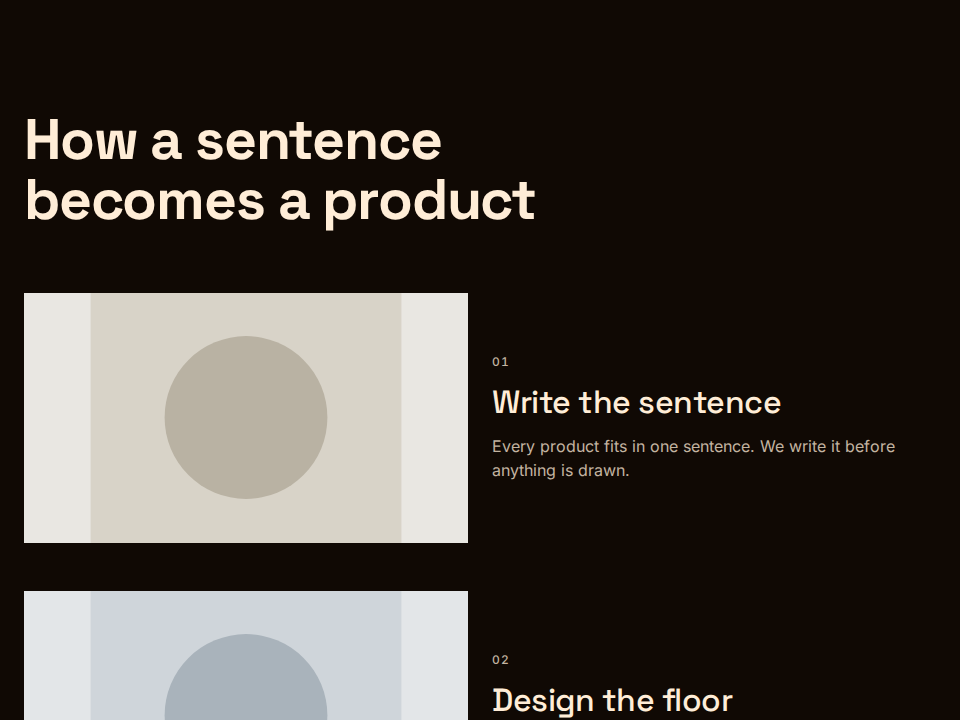 How a sentence
becomes a product
01
Write the sentence
Every product fits in one sentence. We write it before
anything is drawn.
02
Design the floor